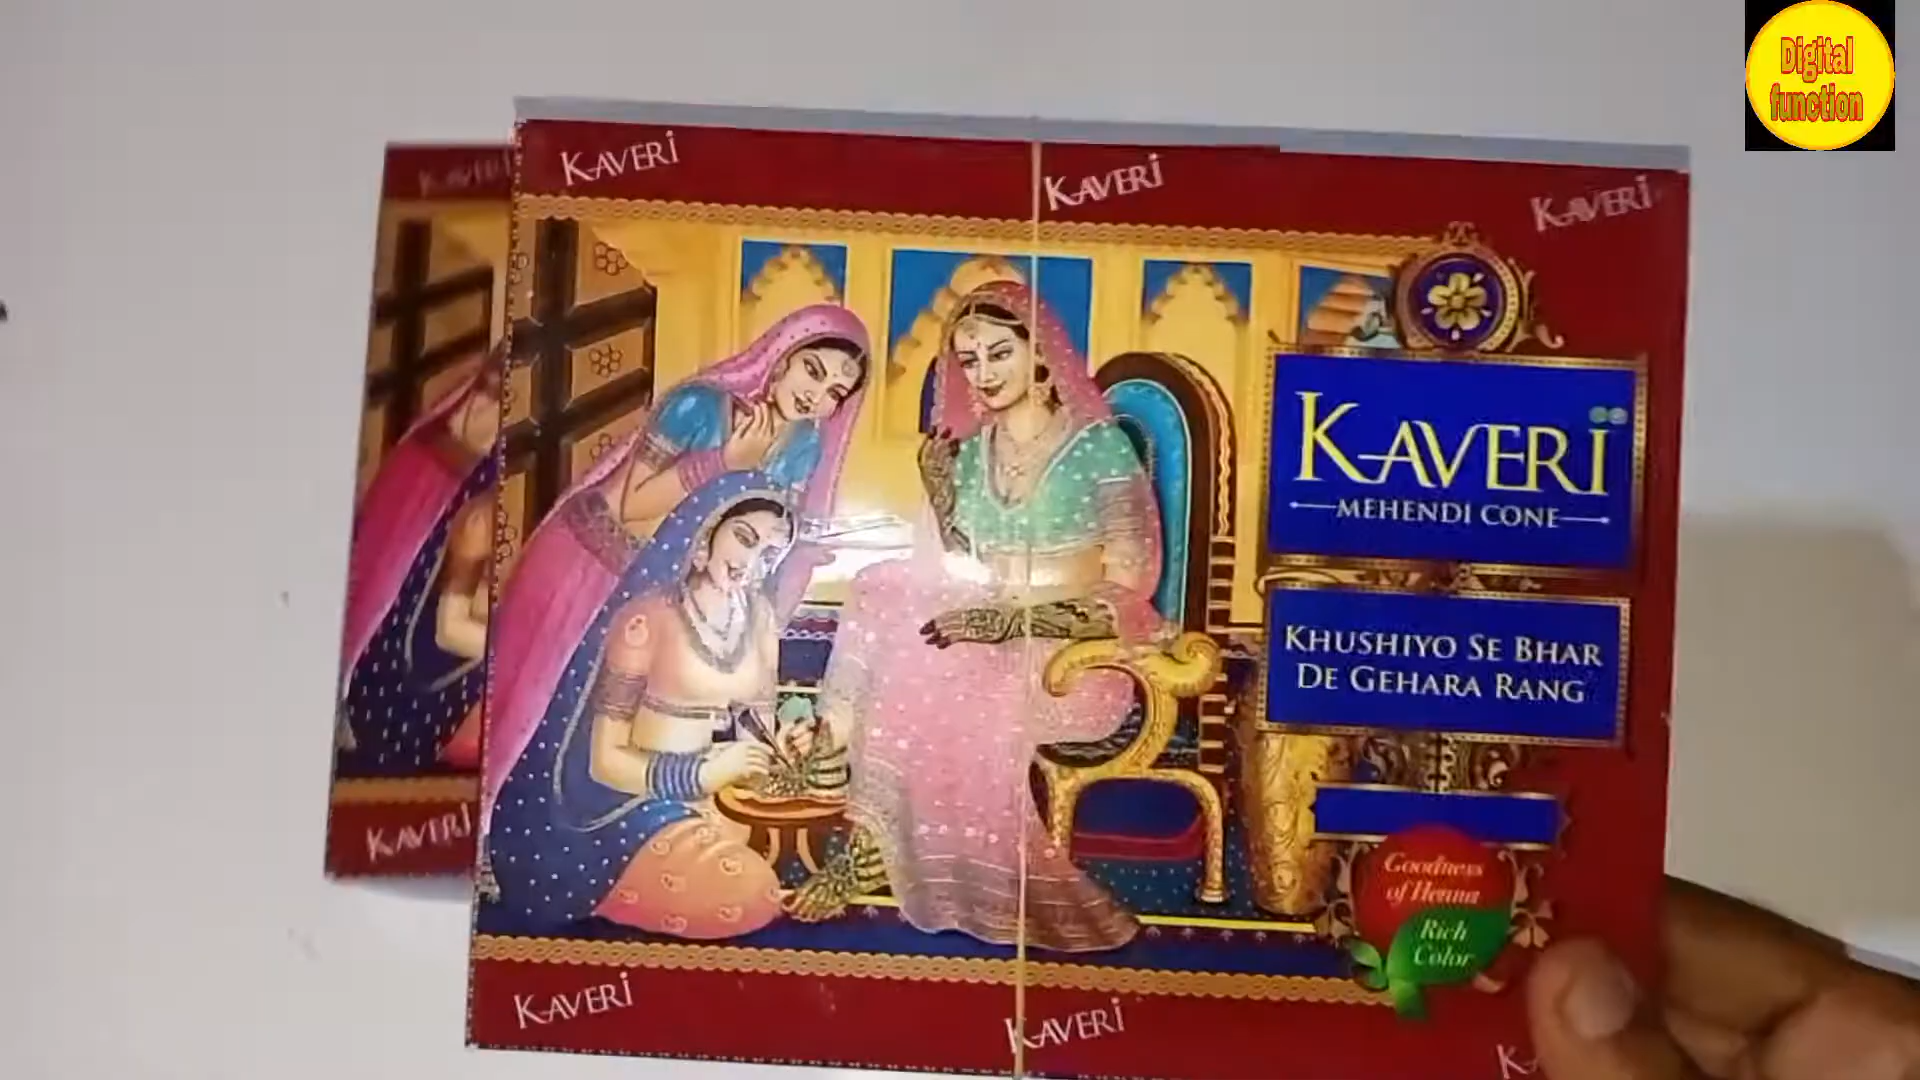 Digital
function
KAVERI
KAVERI
KAVERI
KAVERI
KAVERI
MEHENDI CONE
KHUSHIYO SE BHAR
DE GEHARA RANG
Goodness
of Henna
Rich
Color
KAVERI
KAVERI
KAVERI